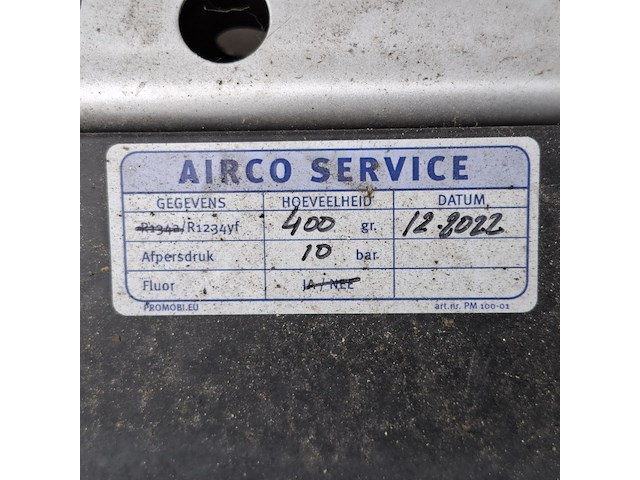 AIRCO SERVICE
GEGEVENS HOEVEELHEID DATUM
R134a/R1234yf 400 gr. 12-2022
Afpersdruk 10 bar
Fluor JA / NEE
PROMOBI.EU art.nr. PM 100-01